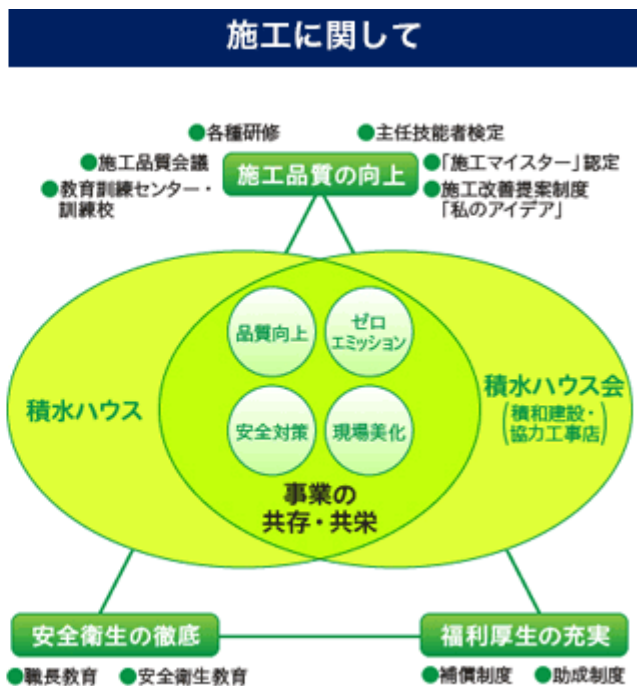 施工に関して
●各種研修
●主任技能者検定
●施工品質会議
●教育訓練センター・
訓練校
施工品質の向上
●「施工マイスター」認定
●施工改善提案制度
「私のアイデア」
品質向上
ゼロ
エミッション
積水ハウス
積水ハウス会
(積和建設・
協力工事店)
安全対策
現場美化
事業の
共存・共栄
安全衛生の徹底
福利厚生の充実
●職長教育 ●安全衛生教育
●補償制度 ●助成制度